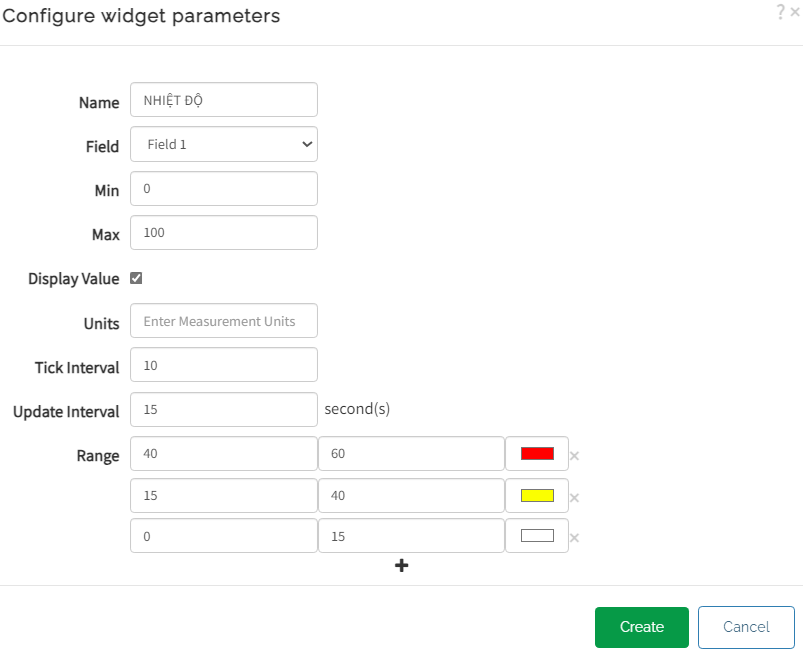 Configure widget parameters
? ×
Name NHIỆT ĐỘ
Field Field 1
Min 0
Max 100
Display Value
Units Enter Measurement Units
Tick Interval 10
Update Interval 15 second(s)
Range 40 60 ×
15 40 ×
0 15 ×
+
Create Cancel